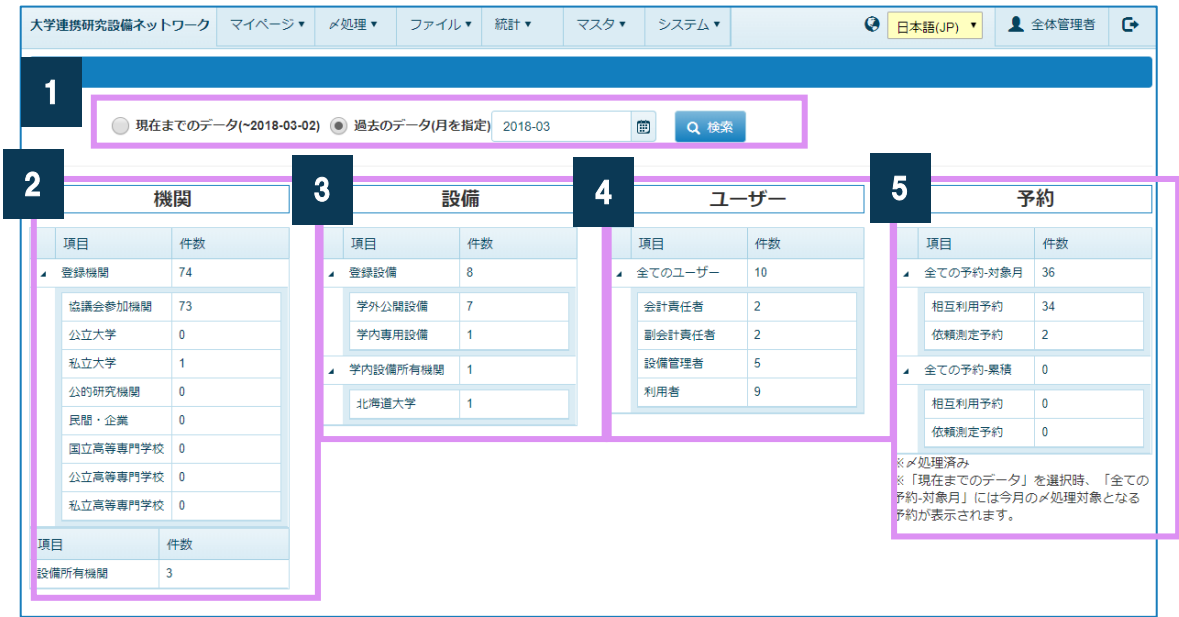 大学連携研究設備ネットワーク マイページ▼ 〆処理▼ ファイル▼ 統計▼ マスタ▼ システム▼ 日本語(JP) ▼ 全体管理者
1
現在までのデータ(~2018-03-02) 過去のデータ(月を指定) 2018-03 検索
2 機関
項目 件数
登録機関 74
協議会参加機関 73
公立大学 0
私立大学 1
公的研究機関 0
民間・企業 0
国立高等専門学校 0
公立高等専門学校 0
私立高等専門学校 0
項目 件数
設備所有機関 3
3 設備
項目 件数
登録設備 8
学外公開設備 7
学内専用設備 1
学内設備所有機関 1
北海道大学 1
4 ユーザー
項目 件数
全てのユーザー 10
会計責任者 2
副会計責任者 2
設備管理者 5
利用者 9
5 予約
項目 件数
全ての予約-対象月 36
相互利用予約 34
依頼測定予約 2
全ての予約-累積 0
相互利用予約 0
依頼測定予約 0
※〆処理済み
※「現在までのデータ」を選択時、「全ての
予約-対象月」には今月の〆処理対象となる
予約が表示されます。